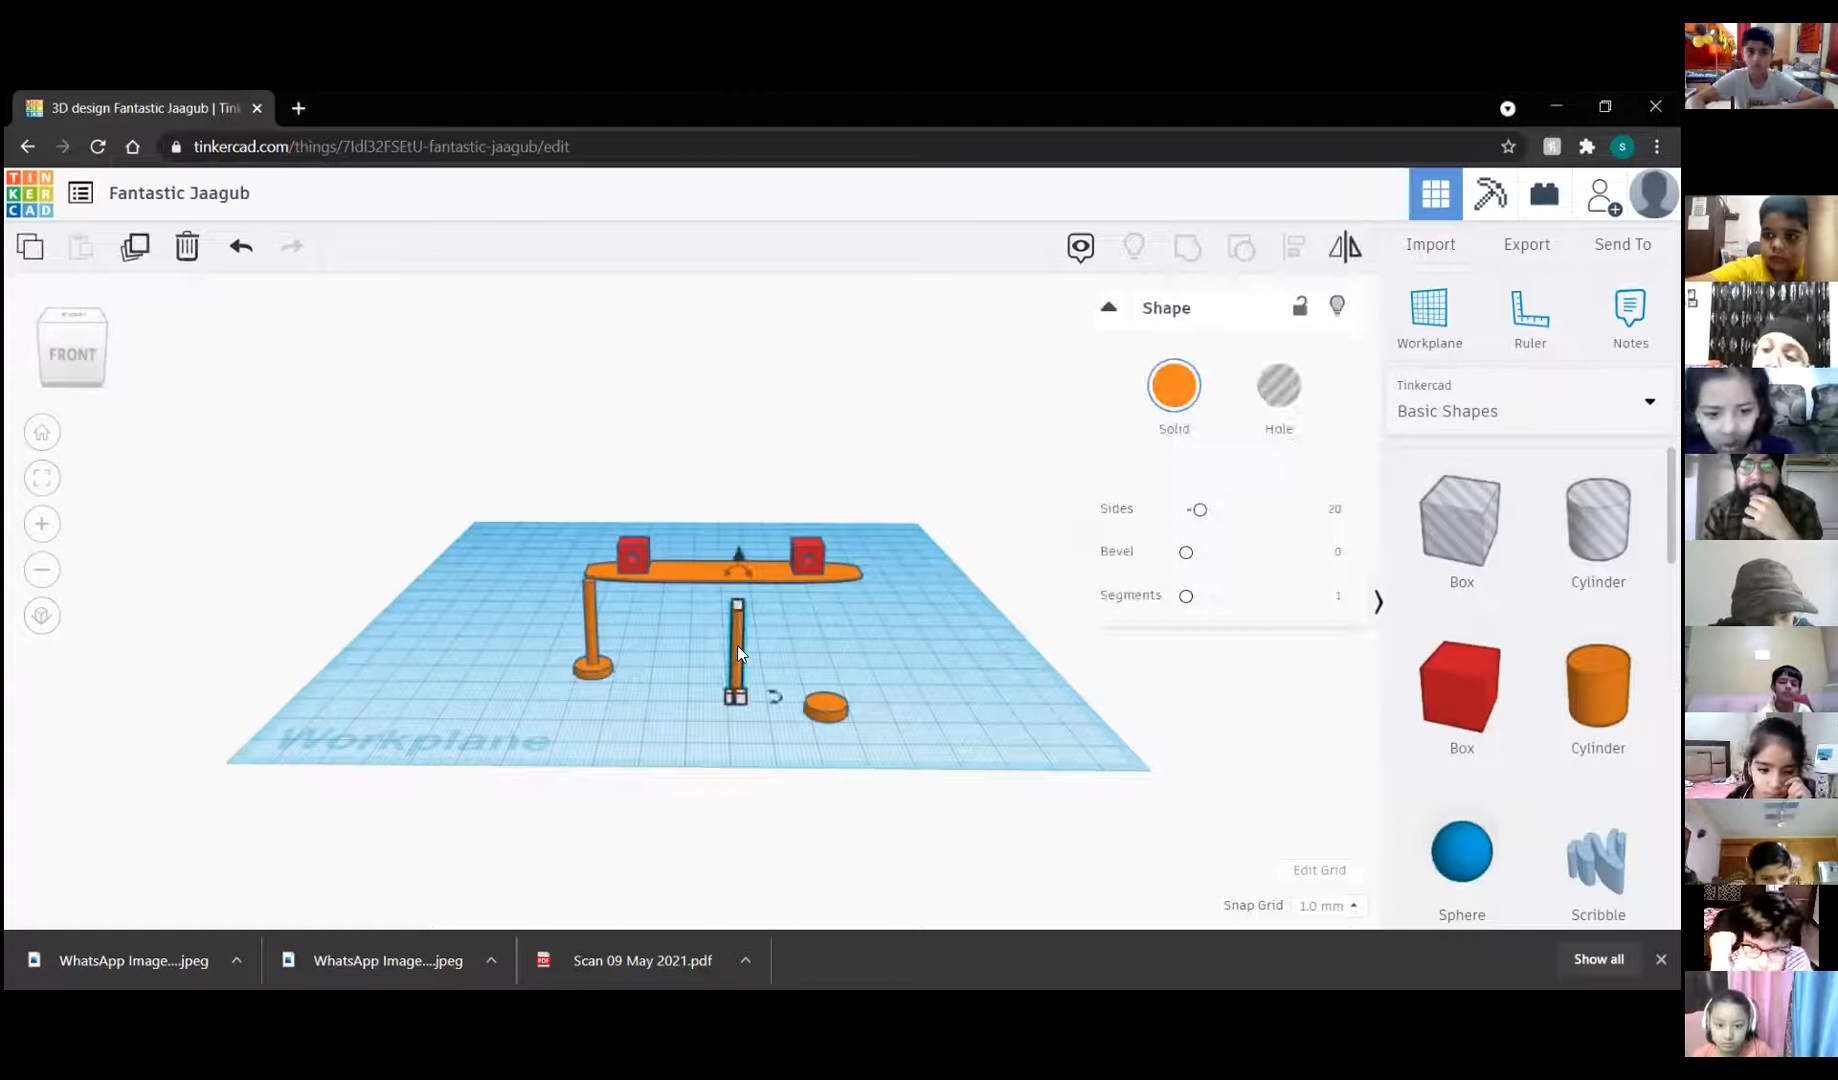 3D design Fantastic Jaagub | Tink
tinkercad.com/things/7Idl32FSEtU-fantastic-jaagub/edit
S
TIN
KER
CAD
Fantastic Jaagub
Import Export Send To
Shape
FRONT
Workplane Ruler Notes
Solid Hole
Tinkercad
Basic Shapes
Sides 20
Bevel 0
Segments 1
Box Cylinder
Box Cylinder
Workplane
Sphere Scribble
Edit Grid
Snap Grid 1.0 mm
WhatsApp Image....jpeg
WhatsApp Image....jpeg
PDF
Scan 09 May 2021.pdf
Show all